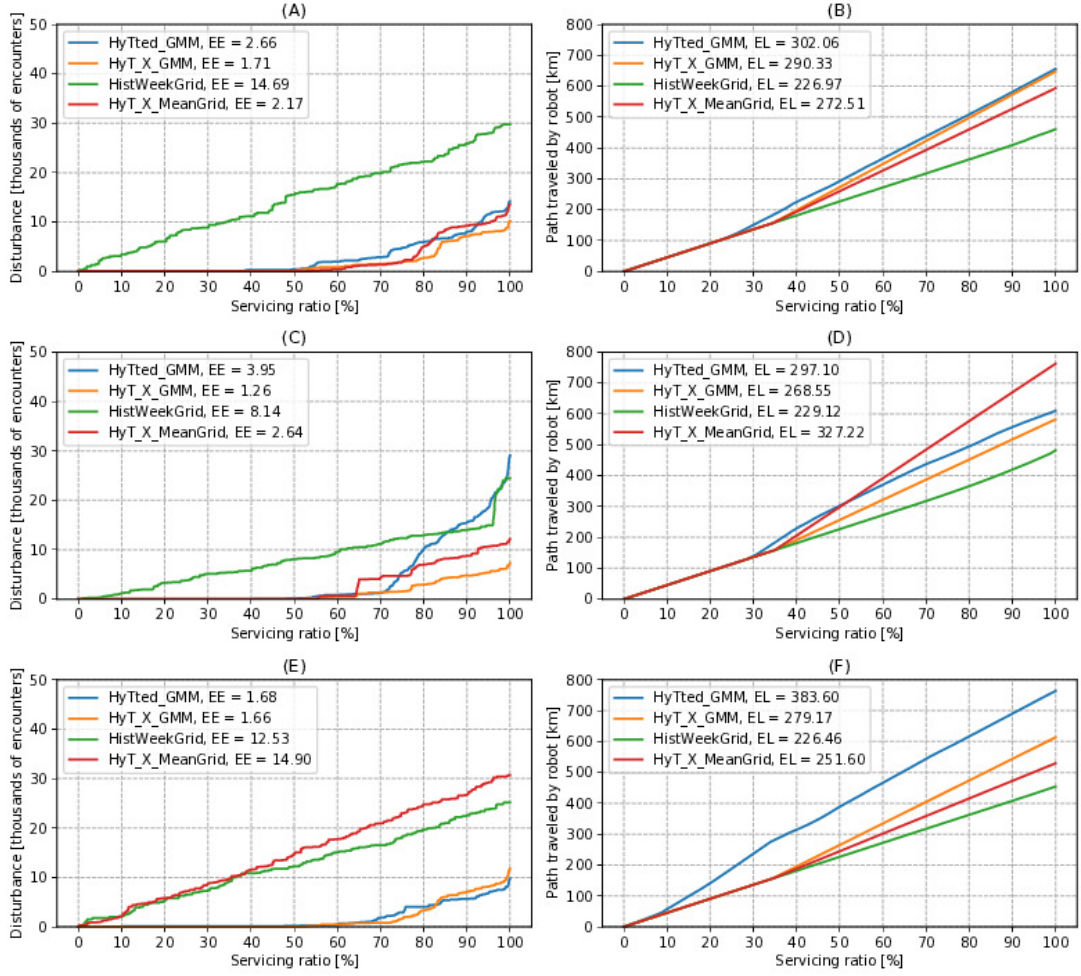 (A)
Disturbance [thousands of encounters]
50
40
30
20
10
0
HyTted_GMM, EE = 2.66
HyT_X_GMM, EE = 1.71
HistWeekGrid, EE = 14.69
HyT_X_MeanGrid, EE = 2.17
0 10 20 30 40 50 60 70 80 90 100
Servicing ratio [%]
(B)
Path traveled by robot [km]
800
700
600
500
400
300
200
100
0
HyTted_GMM, EL = 302.06
HyT_X_GMM, EL = 290.33
HistWeekGrid, EL = 226.97
HyT_X_MeanGrid, EL = 272.51
0 10 20 30 40 50 60 70 80 90 100
Servicing ratio [%]
(C)
Disturbance [thousands of encounters]
50
40
30
20
10
0
HyTted_GMM, EE = 3.95
HyT_X_GMM, EE = 1.26
HistWeekGrid, EE = 8.14
HyT_X_MeanGrid, EE = 2.64
0 10 20 30 40 50 60 70 80 90 100
Servicing ratio [%]
(D)
Path traveled by robot [km]
800
700
600
500
400
300
200
100
0
HyTted_GMM, EL = 297.10
HyT_X_GMM, EL = 268.55
HistWeekGrid, EL = 229.12
HyT_X_MeanGrid, EL = 327.22
0 10 20 30 40 50 60 70 80 90 100
Servicing ratio [%]
(E)
Disturbance [thousands of encounters]
50
40
30
20
10
0
HyTted_GMM, EE = 1.68
HyT_X_GMM, EE = 1.66
HistWeekGrid, EE = 12.53
HyT_X_MeanGrid, EE = 14.90
0 10 20 30 40 50 60 70 80 90 100
Servicing ratio [%]
(F)
Path traveled by robot [km]
800
700
600
500
400
300
200
100
0
HyTted_GMM, EL = 383.60
HyT_X_GMM, EL = 279.17
HistWeekGrid, EL = 226.46
HyT_X_MeanGrid, EL = 251.60
0 10 20 30 40 50 60 70 80 90 100
Servicing ratio [%]